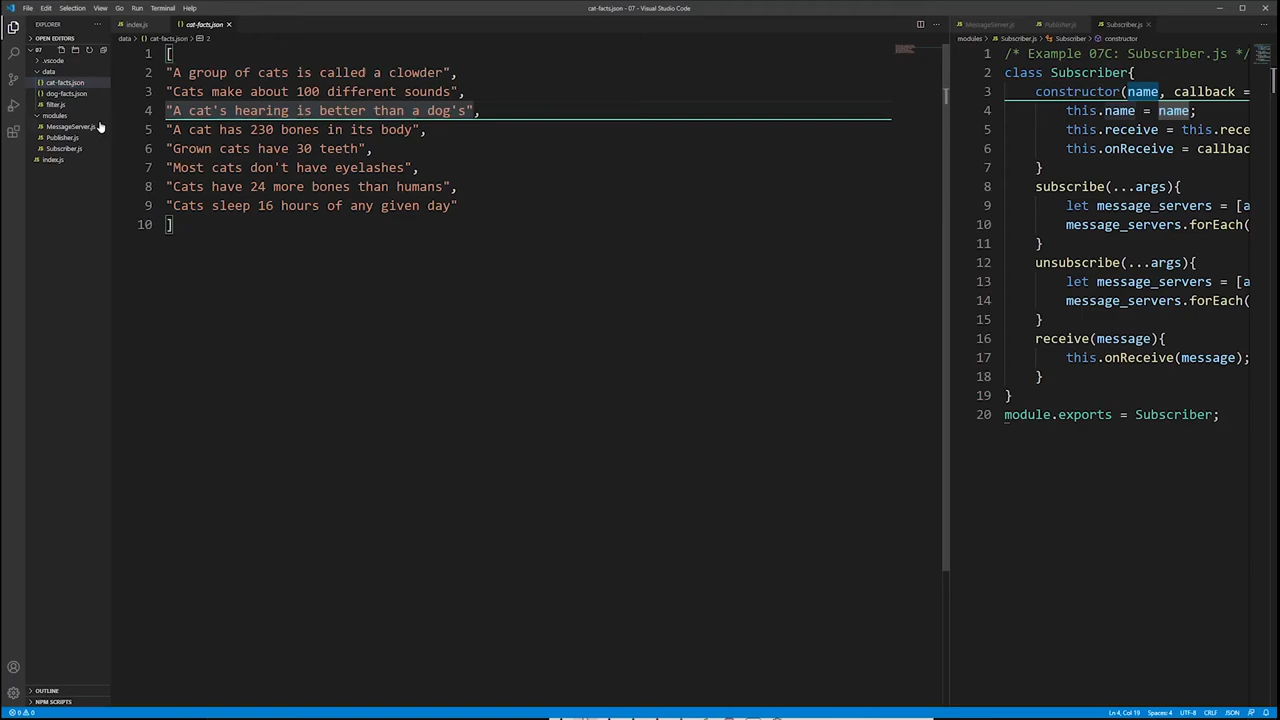 File Edit Selection View Go Run Terminal Help
cat-facts.json - 07 - Visual Studio Code
EXPLORER
OPEN EDITORS
07
.vscode
data
cat-facts.json
dog-facts.json
filter.js
modules
MessageServer.js
Publisher.js
Subscriber.js
index.js
OUTLINE
NPM SCRIPTS
index.js
cat-facts.json
data > cat-facts.json > 2
1 [
2 "A group of cats is called a clowder",
3 "Cats make about 100 different sounds",
4 "A cat's hearing is better than a dog's",
5 "A cat has 230 bones in its body",
6 "Grown cats have 30 teeth",
7 "Most cats don't have eyelashes",
8 "Cats have 24 more bones than humans",
9 "Cats sleep 16 hours of any given day"
10 ]
MessageServer.js
Publisher.js
Subscriber.js
modules > Subscriber.js > Subscriber > constructor
1 /* Example 07C: Subscriber.js */
2 class Subscriber{
3 constructor(name, callback =
4 this.name = name;
5 this.receive = this.rece
6 this.onReceive = callbac
7 }
8 subscribe(...args){
9 let message_servers = [a
10 message_servers.forEach(
11 }
12 unsubscribe(...args){
13 let message_servers = [a
14 message_servers.forEach(
15 }
16 receive(message){
17 this.onReceive(message);
18 }
19 }
20 module.exports = Subscriber;
0 0
Ln 4, Col 19 Spaces: 4 UTF-8 CRLF JSON